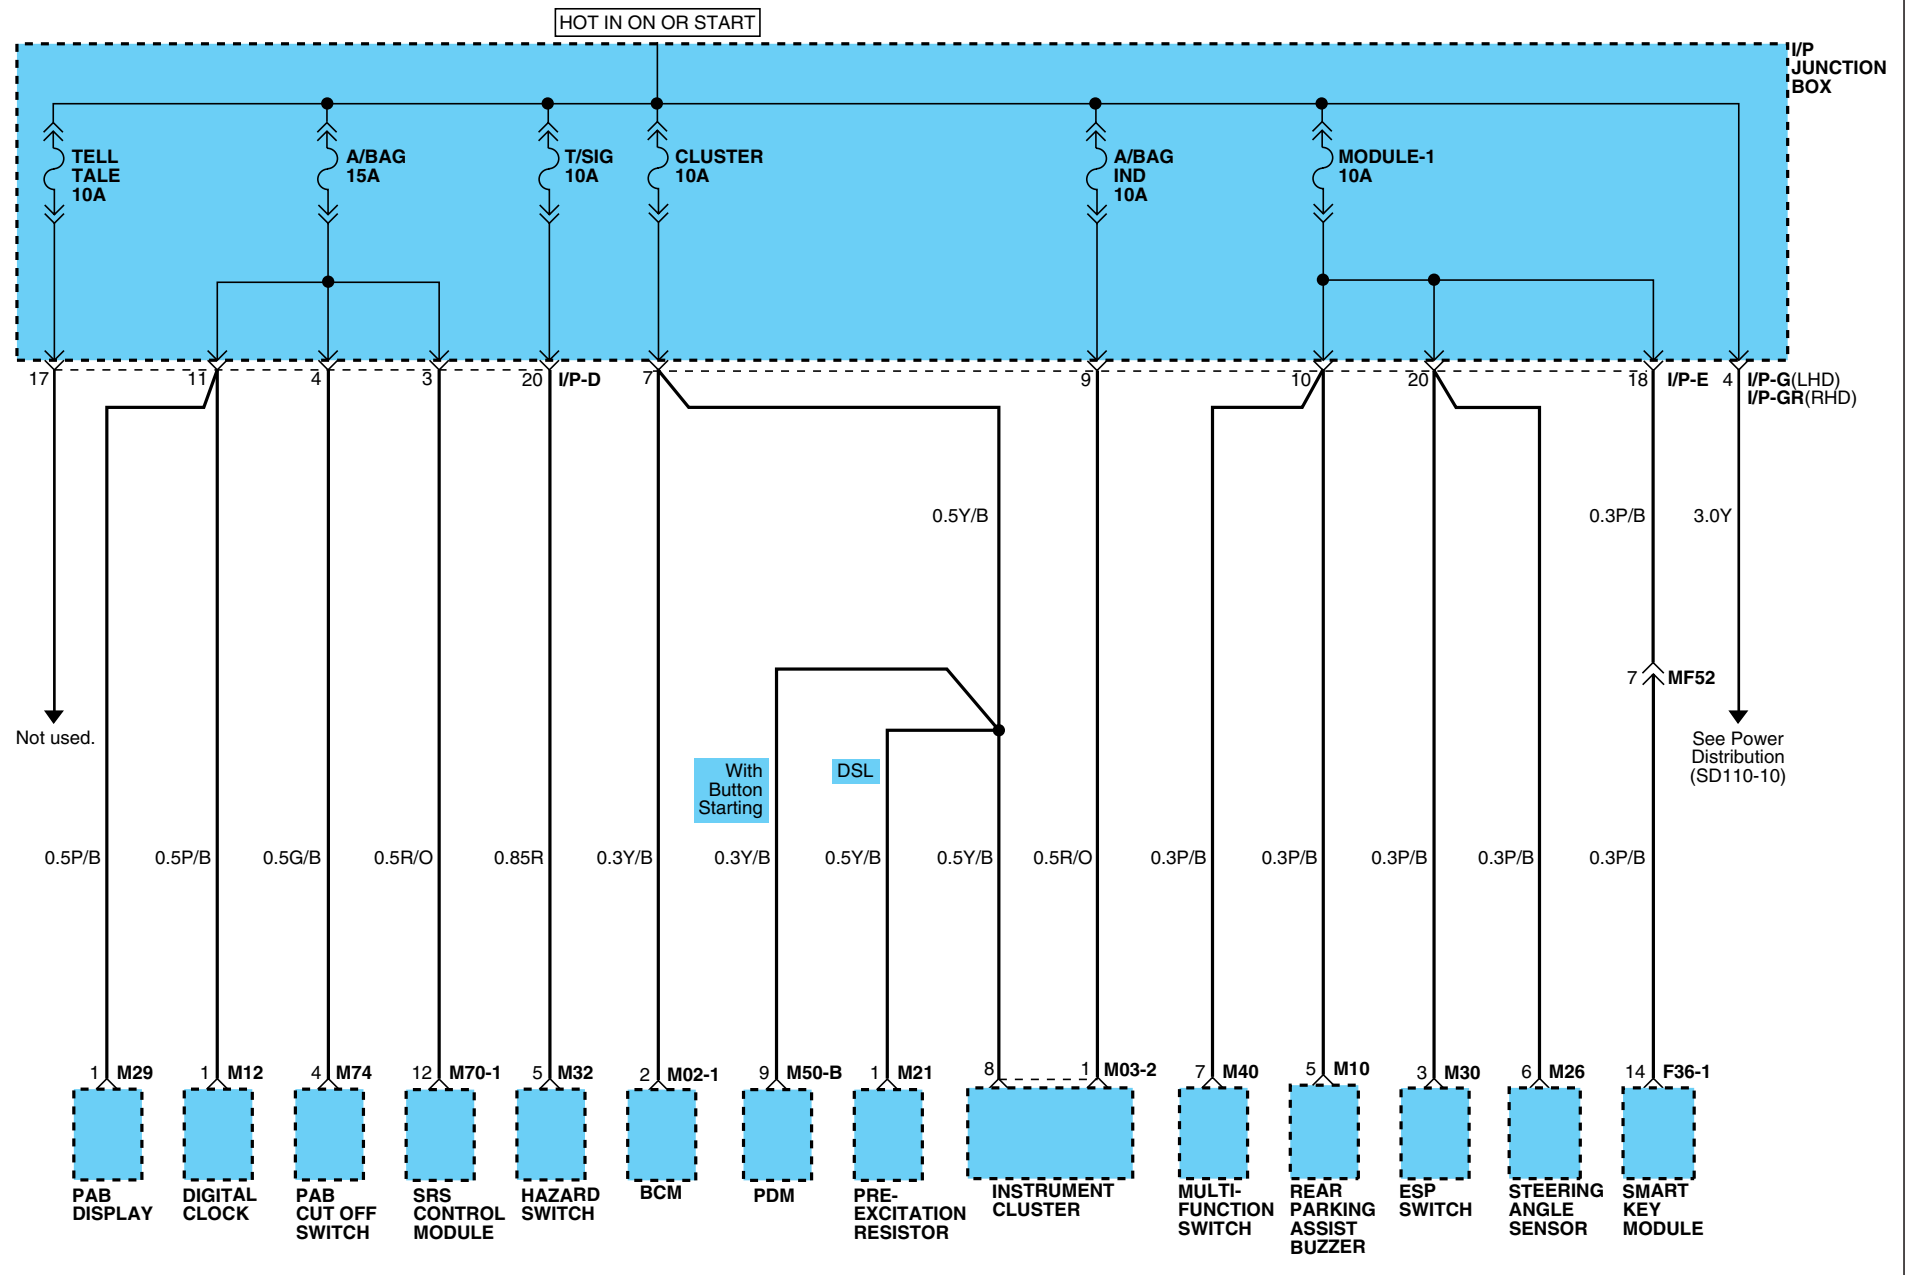 HOT IN ON OR START
I/P
JUNCTION
BOX
TELL
TALE
10A
A/BAG
15A
T/SIG
10A
CLUSTER
10A
A/BAG
IND
10A
MODULE-1
10A
17
11
4
3
20
I/P-D
7
9
10
20
18
I/P-E
4
I/P-G(LHD)
I/P-GR(RHD)
0.5Y/B
0.3P/B
3.0Y
7
MF52
Not used.
See Power
Distribution
(SD110-10)
With
Button
Starting
DSL
0.5P/B
0.5P/B
0.5G/B
0.5R/O
0.85R
0.3Y/B
0.3Y/B
0.5Y/B
0.5Y/B
0.5R/O
0.3P/B
0.3P/B
0.3P/B
0.3P/B
0.3P/B
1
M29
1
M12
4
M74
12
M70-1
5
M32
2
M02-1
9
M50-B
1
M21
8
1
M03-2
7
M40
5
M10
3
M30
6
M26
14
F36-1
PAB
DISPLAY
DIGITAL
CLOCK
PAB
CUT OFF
SWITCH
SRS
CONTROL
MODULE
HAZARD
SWITCH
BCM
PDM
PRE-
EXCITATION
RESISTOR
INSTRUMENT
CLUSTER
MULTI-
FUNCTION
SWITCH
REAR
PARKING
ASSIST
BUZZER
ESP
SWITCH
STEERING
ANGLE
SENSOR
SMART
KEY
MODULE